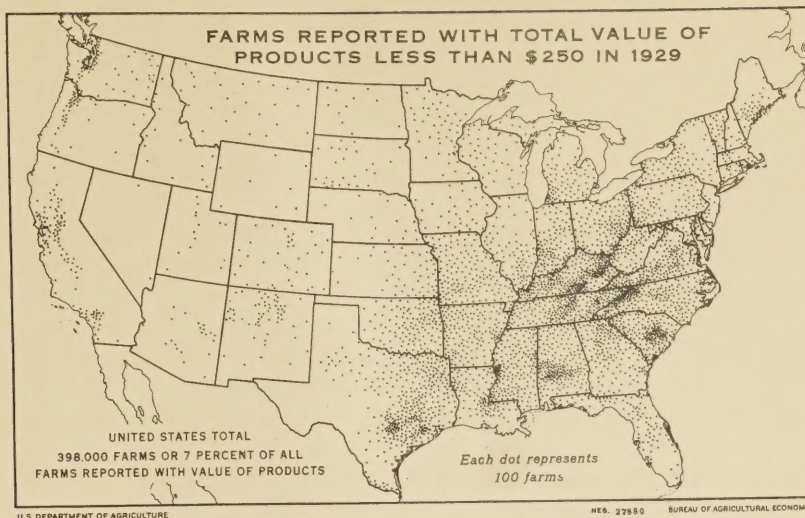 FARMS REPORTED WITH TOTAL VALUE OF
PRODUCTS LESS THAN $250 IN 1929
UNITED STATES TOTAL
398,000 FARMS OR 7 PERCENT OF ALL
FARMS REPORTED WITH VALUE OF PRODUCTS
Each dot represents
100 farms
U.S. DEPARTMENT OF AGRICULTURE
NEG. 27880 BUREAU OF AGRICULTURAL ECONOM